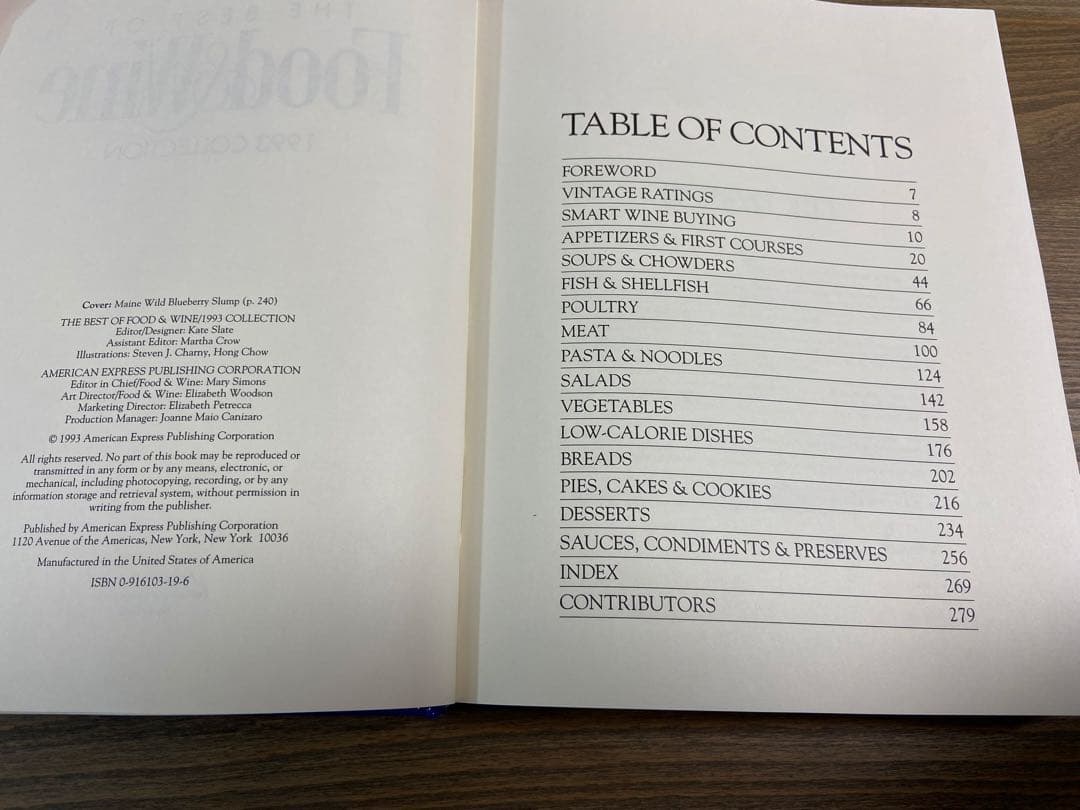 THE BEST OF
Food&Wine
1993 COLLECTION
Cover: Maine Wild Blueberry Slump (p. 240)
THE BEST OF FOOD & WINE/1993 COLLECTION
Editor/Designer: Kate Slate
Assistant Editor: Martha Crow
Illustrations: Steven J. Charny, Hong Chow
AMERICAN EXPRESS PUBLISHING CORPORATION
Editor in Chief/Food & Wine: Mary Simons
Art Director/Food & Wine: Elizabeth Woodson
Marketing Director: Elizabeth Petrecca
Production Manager: Joanne Maio Canizaro
© 1993 American Express Publishing Corporation
All rights reserved. No part of this book may be reproduced or
transmitted in any form or by any means, electronic, or
mechanical, including photocopying, recording, or by any
information storage and retrieval system, without permission in
writing from the publisher.
Published by American Express Publishing Corporation
1120 Avenue of the Americas, New York, New York 10036
Manufactured in the United States of America
ISBN 0-916103-19-6
TABLE OF CONTENTS
FOREWORD 7
VINTAGE RATINGS 8
SMART WINE BUYING 10
APPETIZERS & FIRST COURSES 20
SOUPS & CHOWDERS 44
FISH & SHELLFISH 66
POULTRY 84
MEAT 100
PASTA & NOODLES 124
SALADS 142
VEGETABLES 158
LOW-CALORIE DISHES 176
BREADS 202
PIES, CAKES & COOKIES 216
DESSERTS 234
SAUCES, CONDIMENTS & PRESERVES 256
INDEX 269
CONTRIBUTORS 279